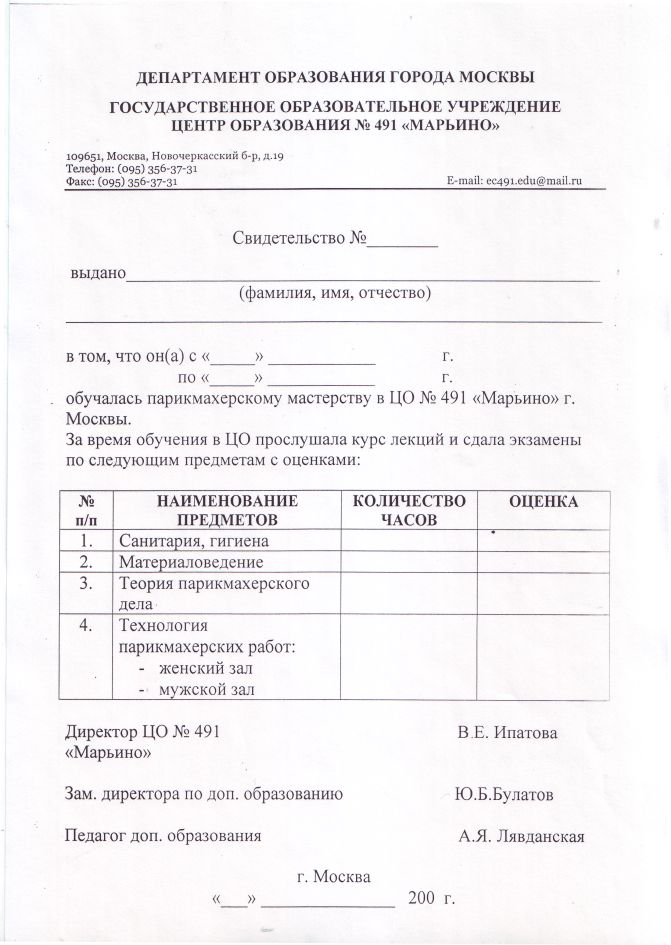 ДЕПАРТАМЕНТ ОБРАЗОВАНИЯ ГОРОДА МОСКВЫ
ГОСУДАРСТВЕННОЕ ОБРАЗОВАТЕЛЬНОЕ УЧРЕЖДЕНИЕ
ЦЕНТР ОБРАЗОВАНИЯ № 491 «МАРЬИНО»
109651, Москва, Новочеркасский б-р, д.19
Телефон: (095) 356-37-31
Факс: (095) 356-37-31 E-mail: ec491.edu@mail.ru
Свидетельство №________
выдано____________________________________________________
(фамилия, имя, отчество)
в том, что он(а) с «_____» ____________ г.
по «_____» ____________ г.
обучалась парикмахерскому мастерству в ЦО № 491 «Марьино» г.
Москвы.
За время обучения в ЦО прослушала курс лекций и сдала экзамены
по следующим предметам с оценками:
№ НАИМЕНОВАНИЕ КОЛИЧЕСТВО ОЦЕНКА
п/п ПРЕДМЕТОВ ЧАСОВ
1. Санитария, гигиена
2. Материаловедение
3. Теория парикмахерского
дела
4. Технология
парикмахерских работ:
- женский зал
- мужской зал
Директор ЦО № 491 В.Е. Ипатова
«Марьино»
Зам. директора по доп. образованию Ю.Б.Булатов
Педагог доп. образования А.Я. Лявданская
г. Москва
«___» _______________ 200 г.